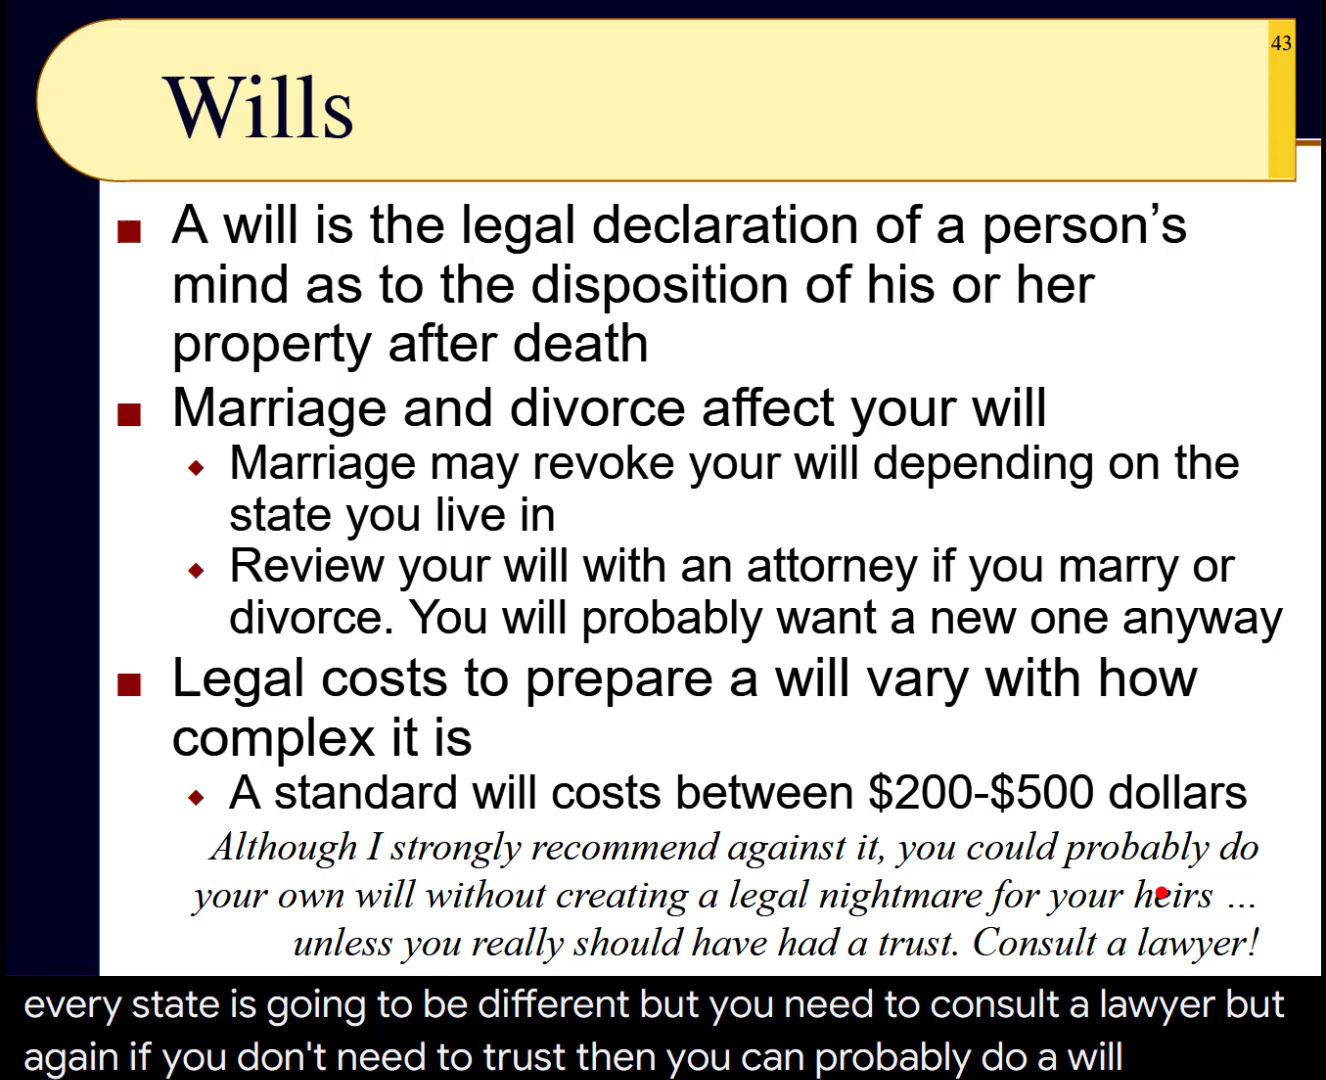 43
Wills
A will is the legal declaration of a person’s
mind as to the disposition of his or her
property after death
Marriage and divorce affect your will
Marriage may revoke your will depending on the
state you live in
Review your will with an attorney if you marry or
divorce. You will probably want a new one anyway
Legal costs to prepare a will vary with how
complex it is
A standard will costs between $200-$500 dollars
Although I strongly recommend against it, you could probably do
your own will without creating a legal nightmare for your heirs ...
unless you really should have had a trust. Consult a lawyer!
every state is going to be different but you need to consult a lawyer but
again if you don't need to trust then you can probably do a will